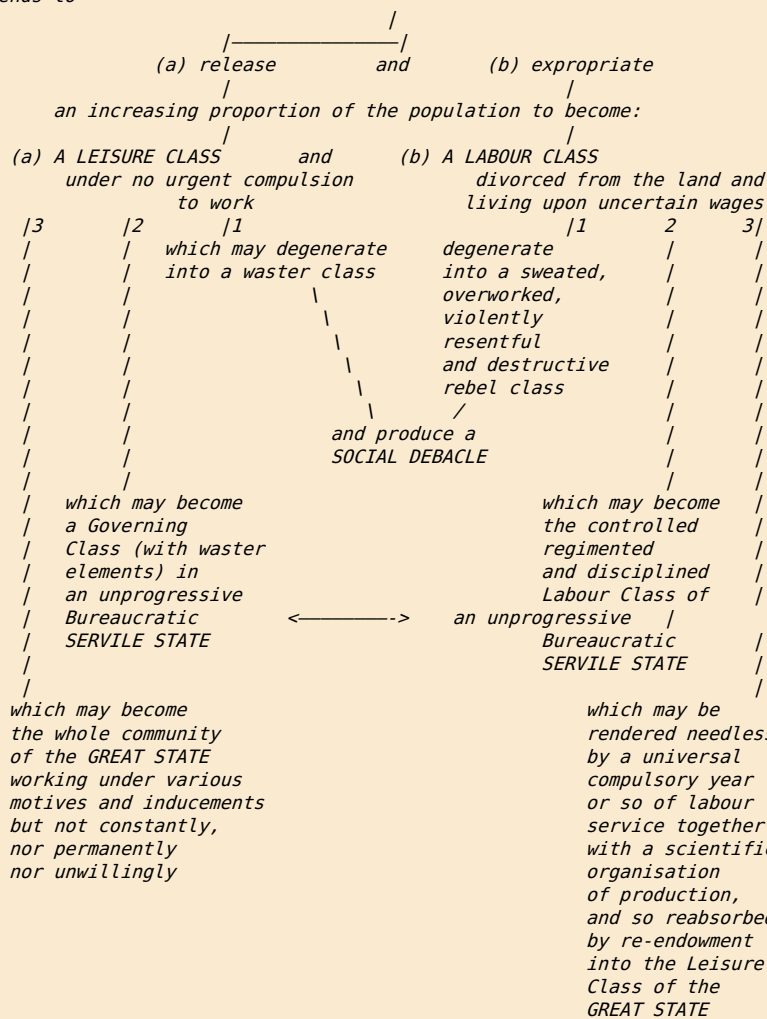 ends to
(a) release and (b) expropriate
an increasing proportion of the population to become:
(a) A LEISURE CLASS and (b) A LABOUR CLASS
under no urgent compulsion divorced from the land and
to work living upon uncertain wages
3 2 1 1 2 3
which may degenerate degenerate
into a waster class into a sweated,
overworked,
violently
resentful
and destructive
rebel class
and produce a
SOCIAL DEBACLE
which may become which may become
a Governing the controlled
Class (with waster regimented
elements) in and disciplined
an unprogressive Labour Class of
Bureaucratic <————-> an unprogressive
SERVILE STATE Bureaucratic
SERVILE STATE
which may become which may be
the whole community rendered needless
of the GREAT STATE by a universal
working under various compulsory year
motives and inducements or so of labour
but not constantly, service together
nor permanently with a scientific
nor unwillingly organisation
of production,
and so reabsorbed
by re-endowment
into the Leisure
Class of the
GREAT STATE